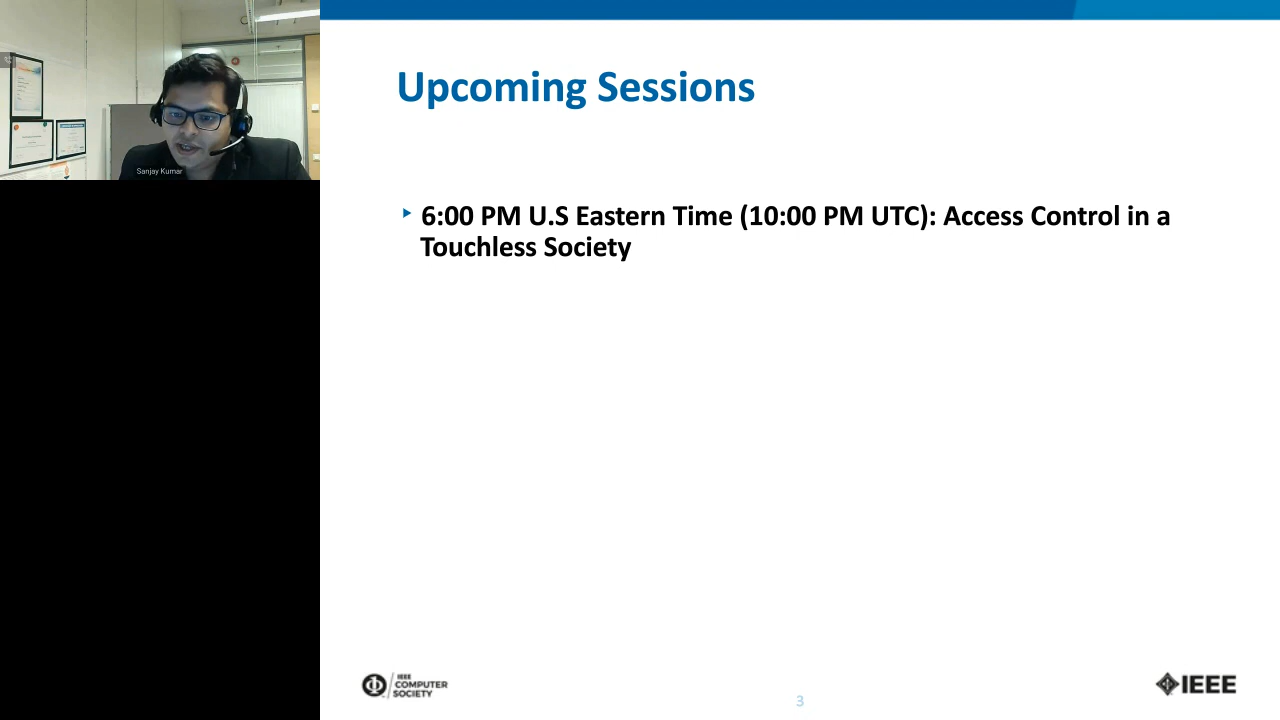 Sanjay Kumar
Upcoming Sessions
6:00 PM U.S Eastern Time (10:00 PM UTC): Access Control in a
Touchless Society
IEEE
COMPUTER
SOCIETY
3
IEEE